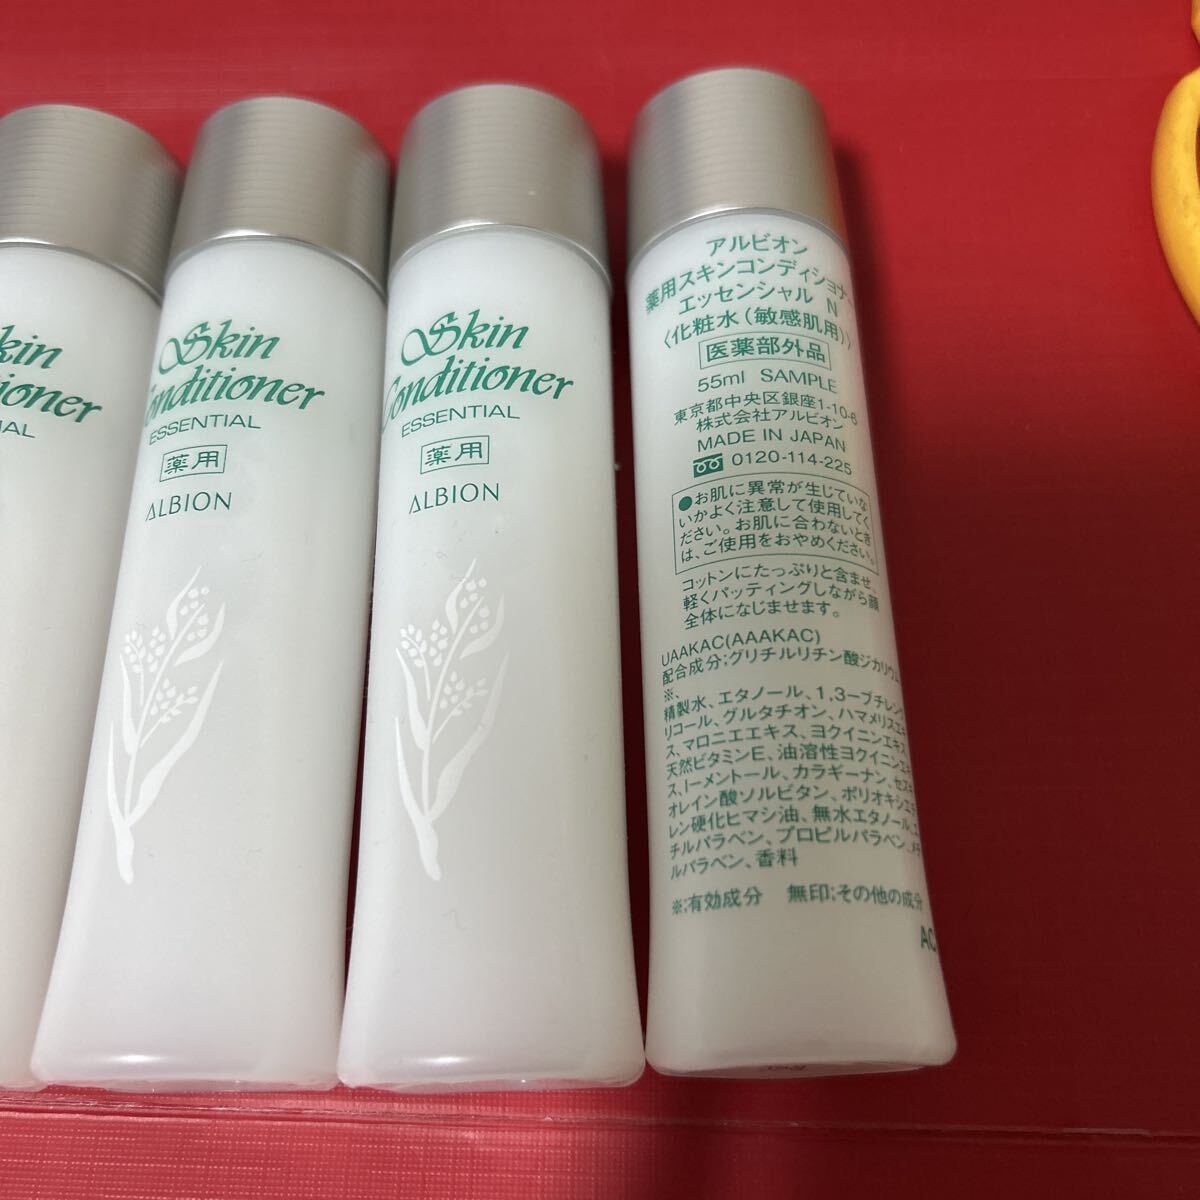 kin
ioner
IAL
Skin
Conditioner
ESSENTIAL
薬用
ALBION
Skin
Conditioner
ESSENTIAL
薬用
ALBION
アルビオン
薬用スキンコンディショナー
エッセンシャル N
〈化粧水(敏感肌用)〉
医薬部外品
55ml SAMPLE
東京都中央区銀座1-10-6
株式会社アルビオン
MADE IN JAPAN
0120-114-225
●お肌に異常が生じていな
いかよく注意して使用してく
ださい。お肌に合わないとき
は、ご使用をおやめください。
コットンにたっぷりと含ませ、
軽くパッティングしながら顔
全体になじませます。
UAAKAC(AAAKAC)
配合成分;グリチルリチン酸ジカリウム
※、
精製水、エタノール、1,3-ブチレング
リコール、グルタチオン、ハマメリスエキ
ス、マロニエエキス、ヨクイニンエキス、
天然ビタミンE、油溶性ヨクイニンエキ
ス、l-メントール、カラギーナン、セスキ
オレイン酸ソルビタン、ポリオキシエチ
レン硬化ヒマシ油、無水エタノール、エ
チルパラベン、プロピルパラベン、メチ
ルパラベン、香料
※;有効成分 無印;その他の成分
AC